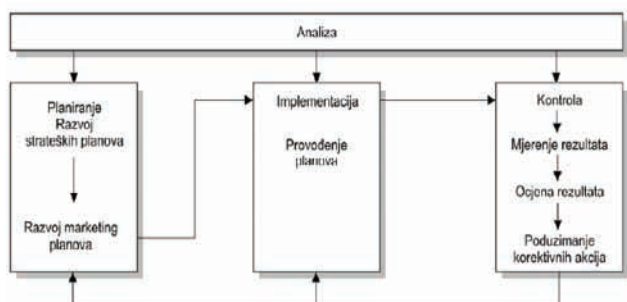 Analiza
Planiranje
Razvoj
strateških planova
Razvoj marketing
planova
Implementacija
Provođenje
planova
Kontrola
Mjerenje rezultata
Ocjena rezultata
Poduzimanje
korektivnih akcija